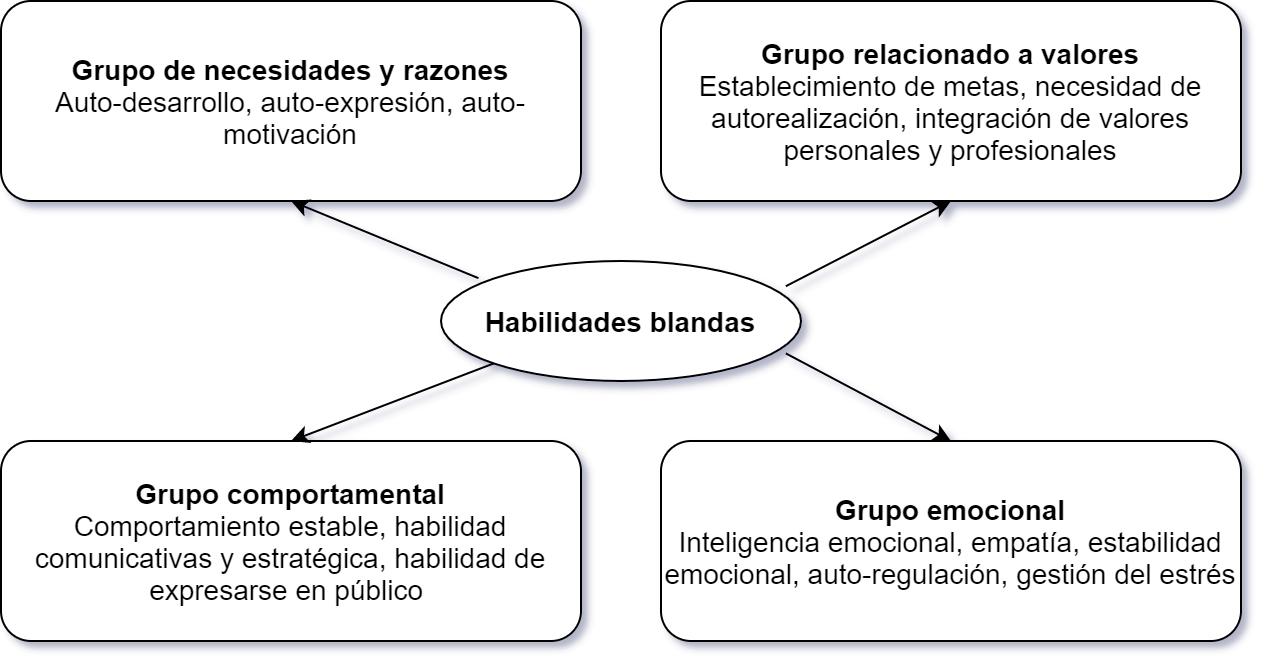 Grupo de necesidades y razones
Auto-desarrollo, auto-expresión, auto-
motivación
Grupo relacionado a valores
Establecimiento de metas, necesidad de
autorealización, integración de valores
personales y profesionales
Habilidades blandas
Grupo comportamental
Comportamiento estable, habilidad
comunicativas y estratégica, habilidad de
expresarse en público
Grupo emocional
Inteligencia emocional, empatía, estabilidad
emocional, auto-regulación, gestión del estrés